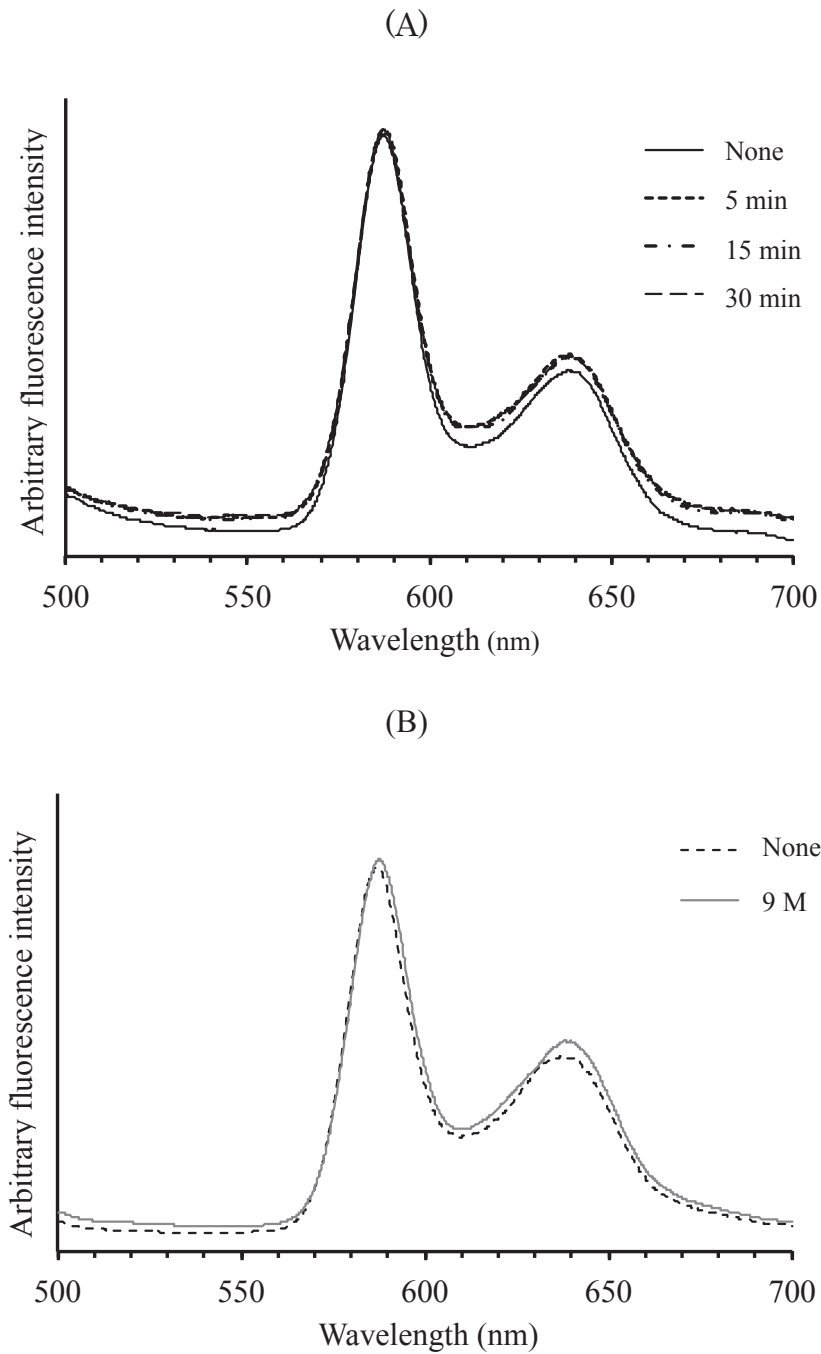 (A)
Arbitrary fluorescence intensity
None
5 min
15 min
30 min
500 550 600 650 700
Wavelength (nm)
(B)
Arbitrary fluorescence intensity
None
9 M
500 550 600 650 700
Wavelength (nm)